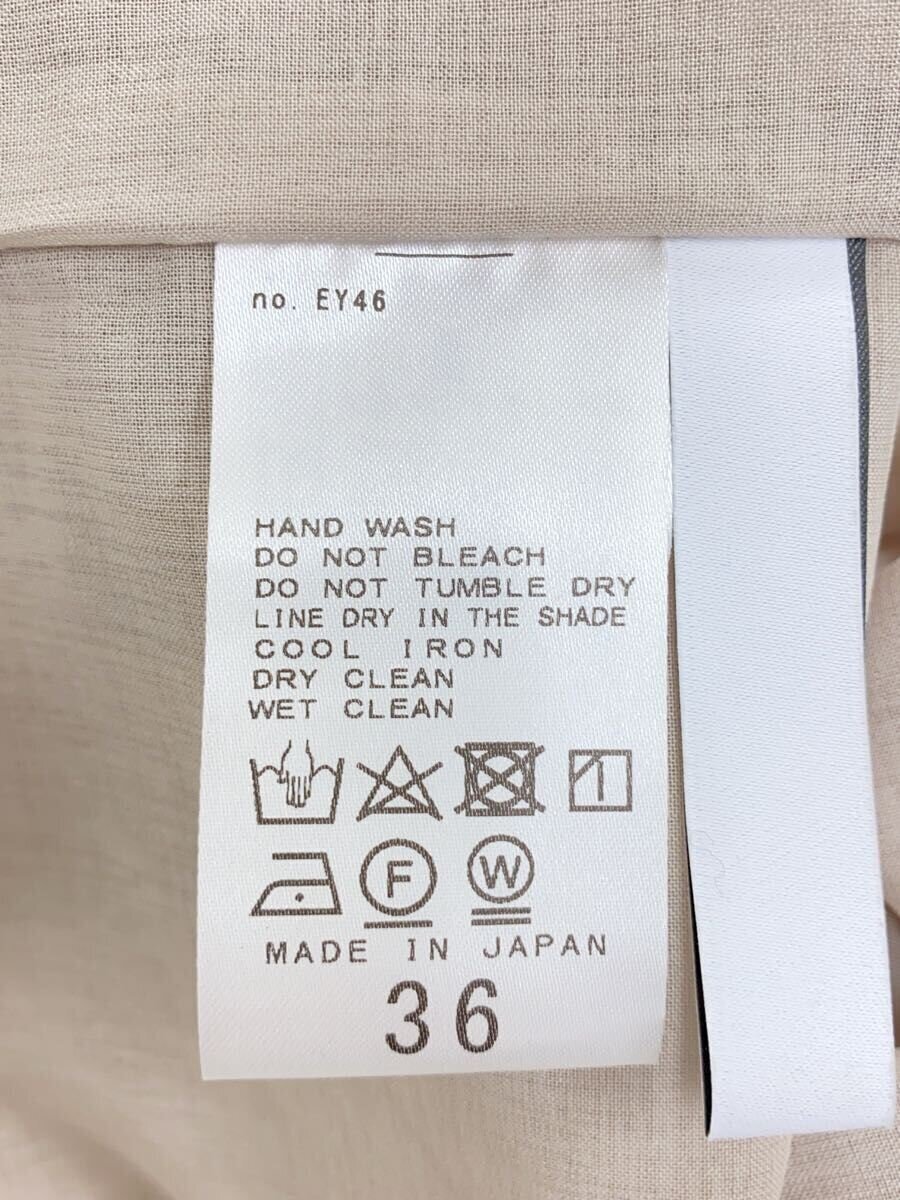 no. EY46
HAND WASH
DO NOT BLEACH
DO NOT TUMBLE DRY
LINE DRY IN THE SHADE
COOL IRON
DRY CLEAN
WET CLEAN
F W
MADE IN JAPAN
36